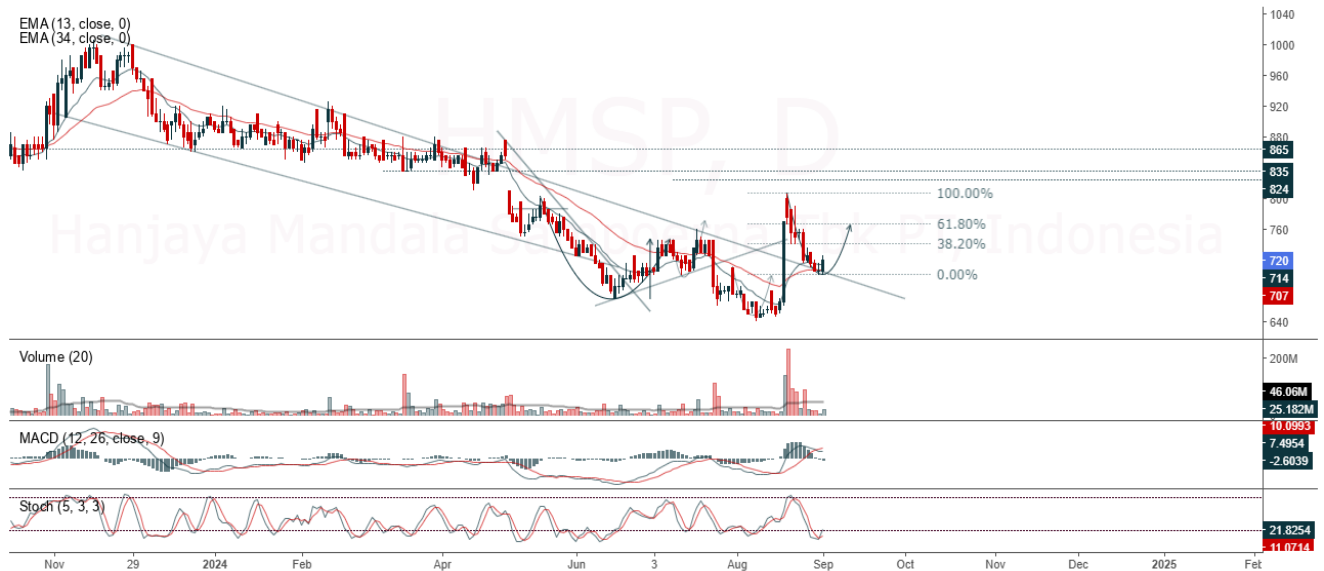 EMA (13, close, 0)
EMA (34, close, 0)
HMSP, D
Hanjaya Mandala
Tbk PT, Indonesia
100.00%
61.80%
38.20%
0.00%
1040
1000
960
920
880
865
835
824
800
760
720
714
707
640
Volume (20)
200M
46.06M
25.182M
MACD (12, 26, close, 9)
10.0993
7.4954
-2.6039
Stoch (5, 3, 3)
21.8254
11.0714
Nov
29
2024
Feb
Apr
Jun
3
Aug
Sep
Oct
Nov
Dec
2025
Fet